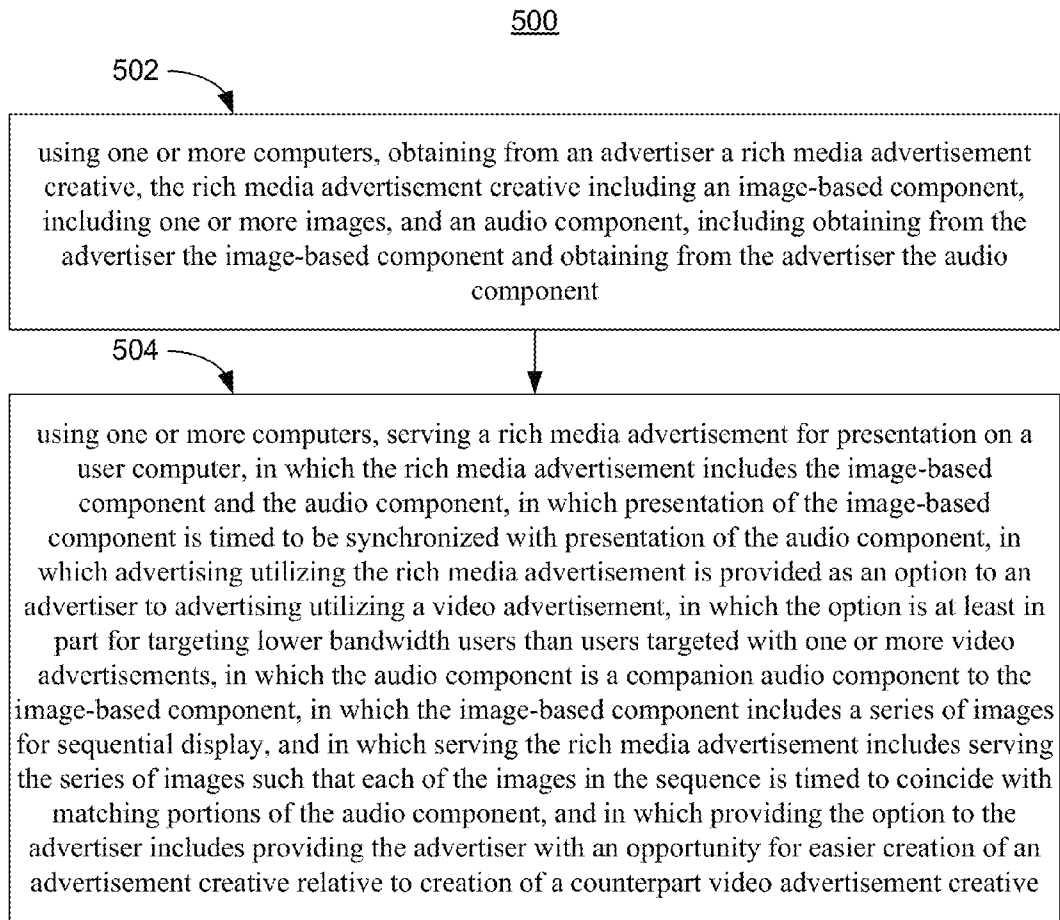 500
502
using one or more computers, obtaining from an advertiser a rich media advertisement
creative, the rich media advertisement creative including an image-based component,
including one or more images, and an audio component, including obtaining from the
advertiser the image-based component and obtaining from the advertiser the audio
component
504
using one or more computers, serving a rich media advertisement for presentation on a
user computer, in which the rich media advertisement includes the image-based
component and the audio component, in which presentation of the image-based
component is timed to be synchronized with presentation of the audio component, in
which advertising utilizing the rich media advertisement is provided as an option to an
advertiser to advertising utilizing a video advertisement, in which the option is at least in
part for targeting lower bandwidth users than users targeted with one or more video
advertisements, in which the audio component is a companion audio component to the
image-based component, in which the image-based component includes a series of images
for sequential display, and in which serving the rich media advertisement includes serving
the series of images such that each of the images in the sequence is timed to coincide with
matching portions of the audio component, and in which providing the option to the
advertiser includes providing the advertiser with an opportunity for easier creation of an
advertisement creative relative to creation of a counterpart video advertisement creative